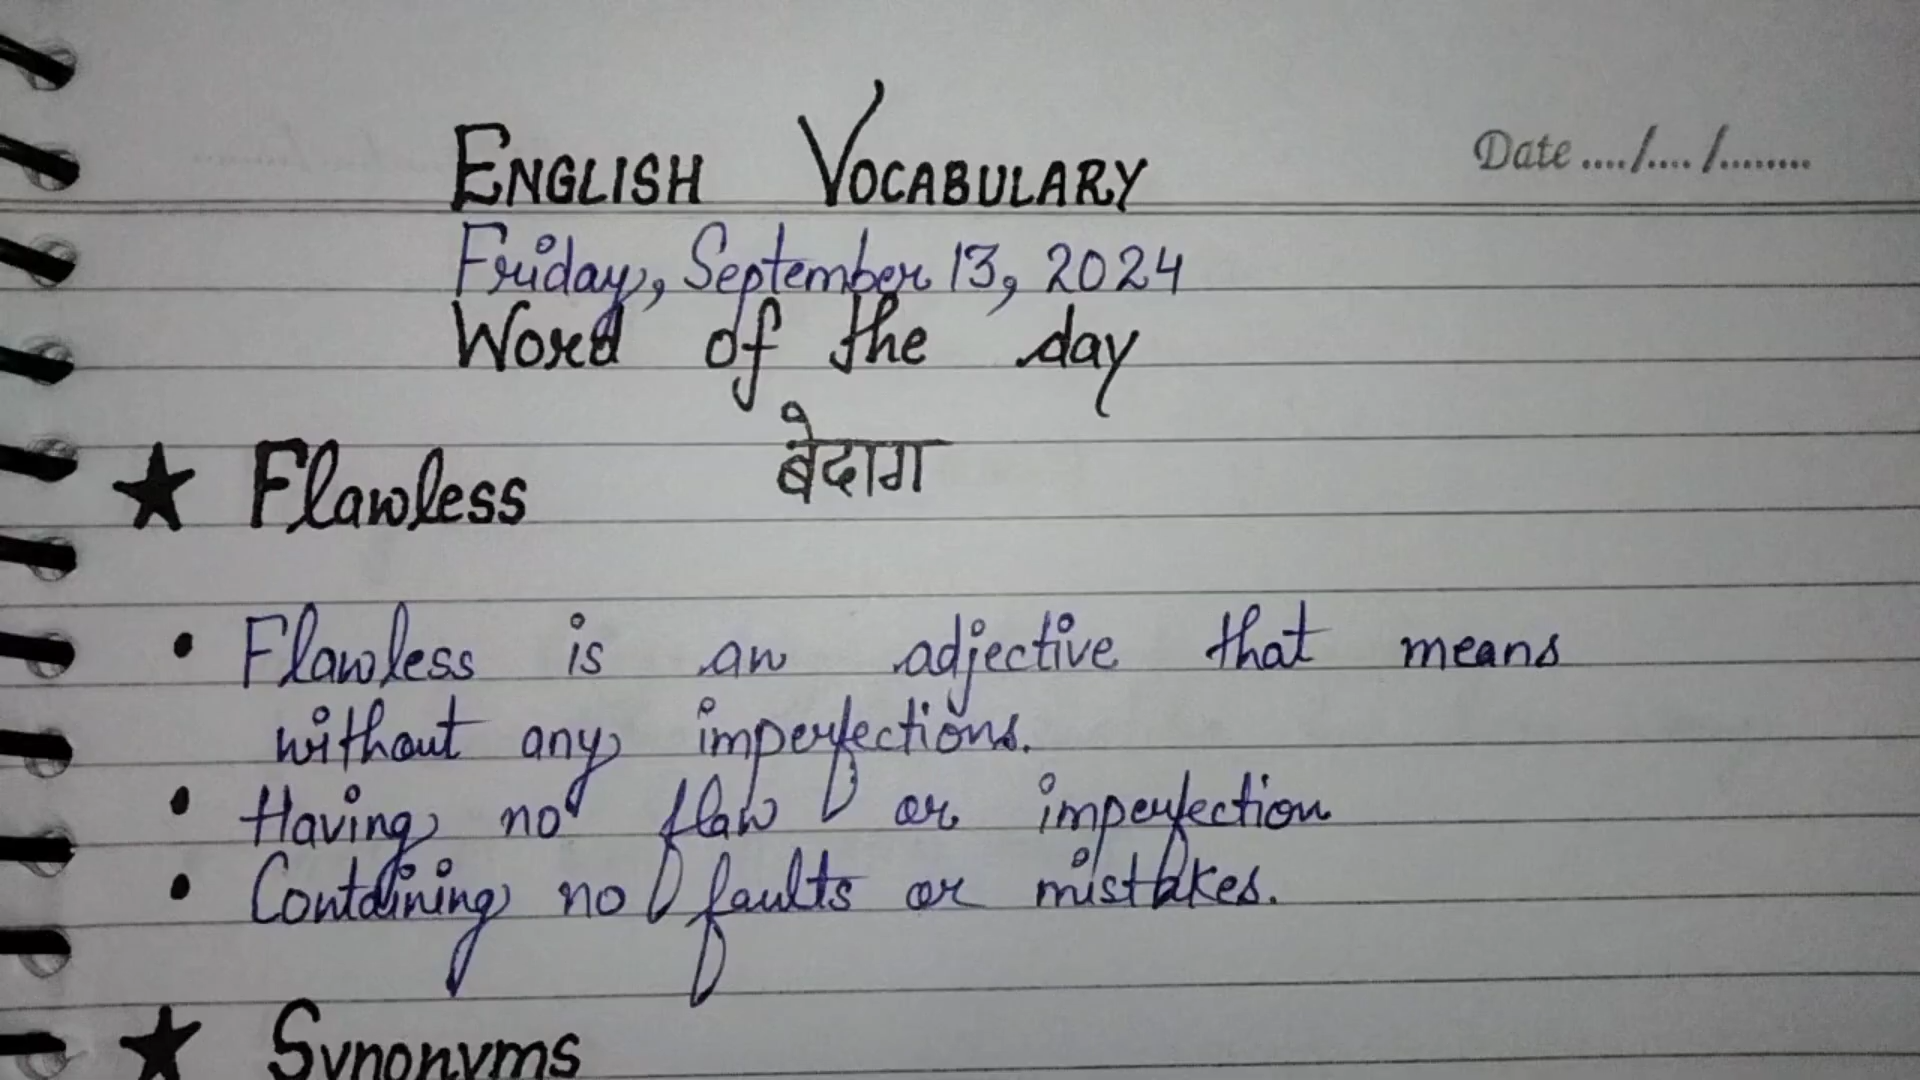 ENGLISH VOCABULARY
Date ..../..../........
Friday, September 13, 2024
Word of the day
★ Flawless बेदाग
• Flawless is an adjective that means
without any imperfections.
• Having no flaw or imperfection
• Containing no faults or mistakes.
★ Synonyms